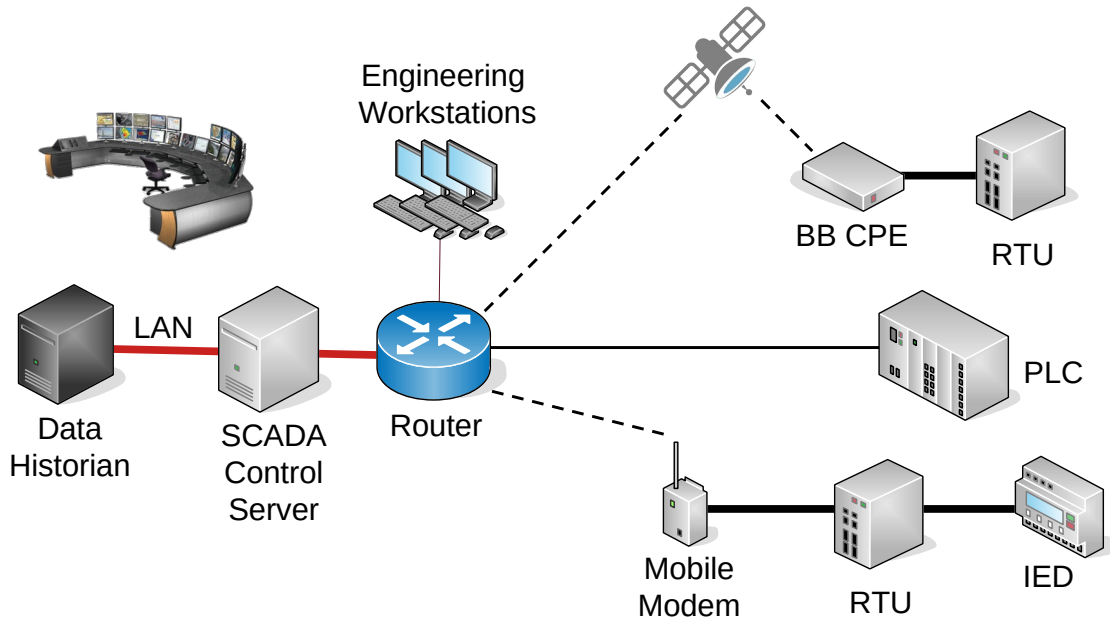 Engineering
Workstations
BB CPE
RTU
LAN
PLC
Data
Historian
SCADA
Control
Server
Router
Mobile
Modem
RTU
IED